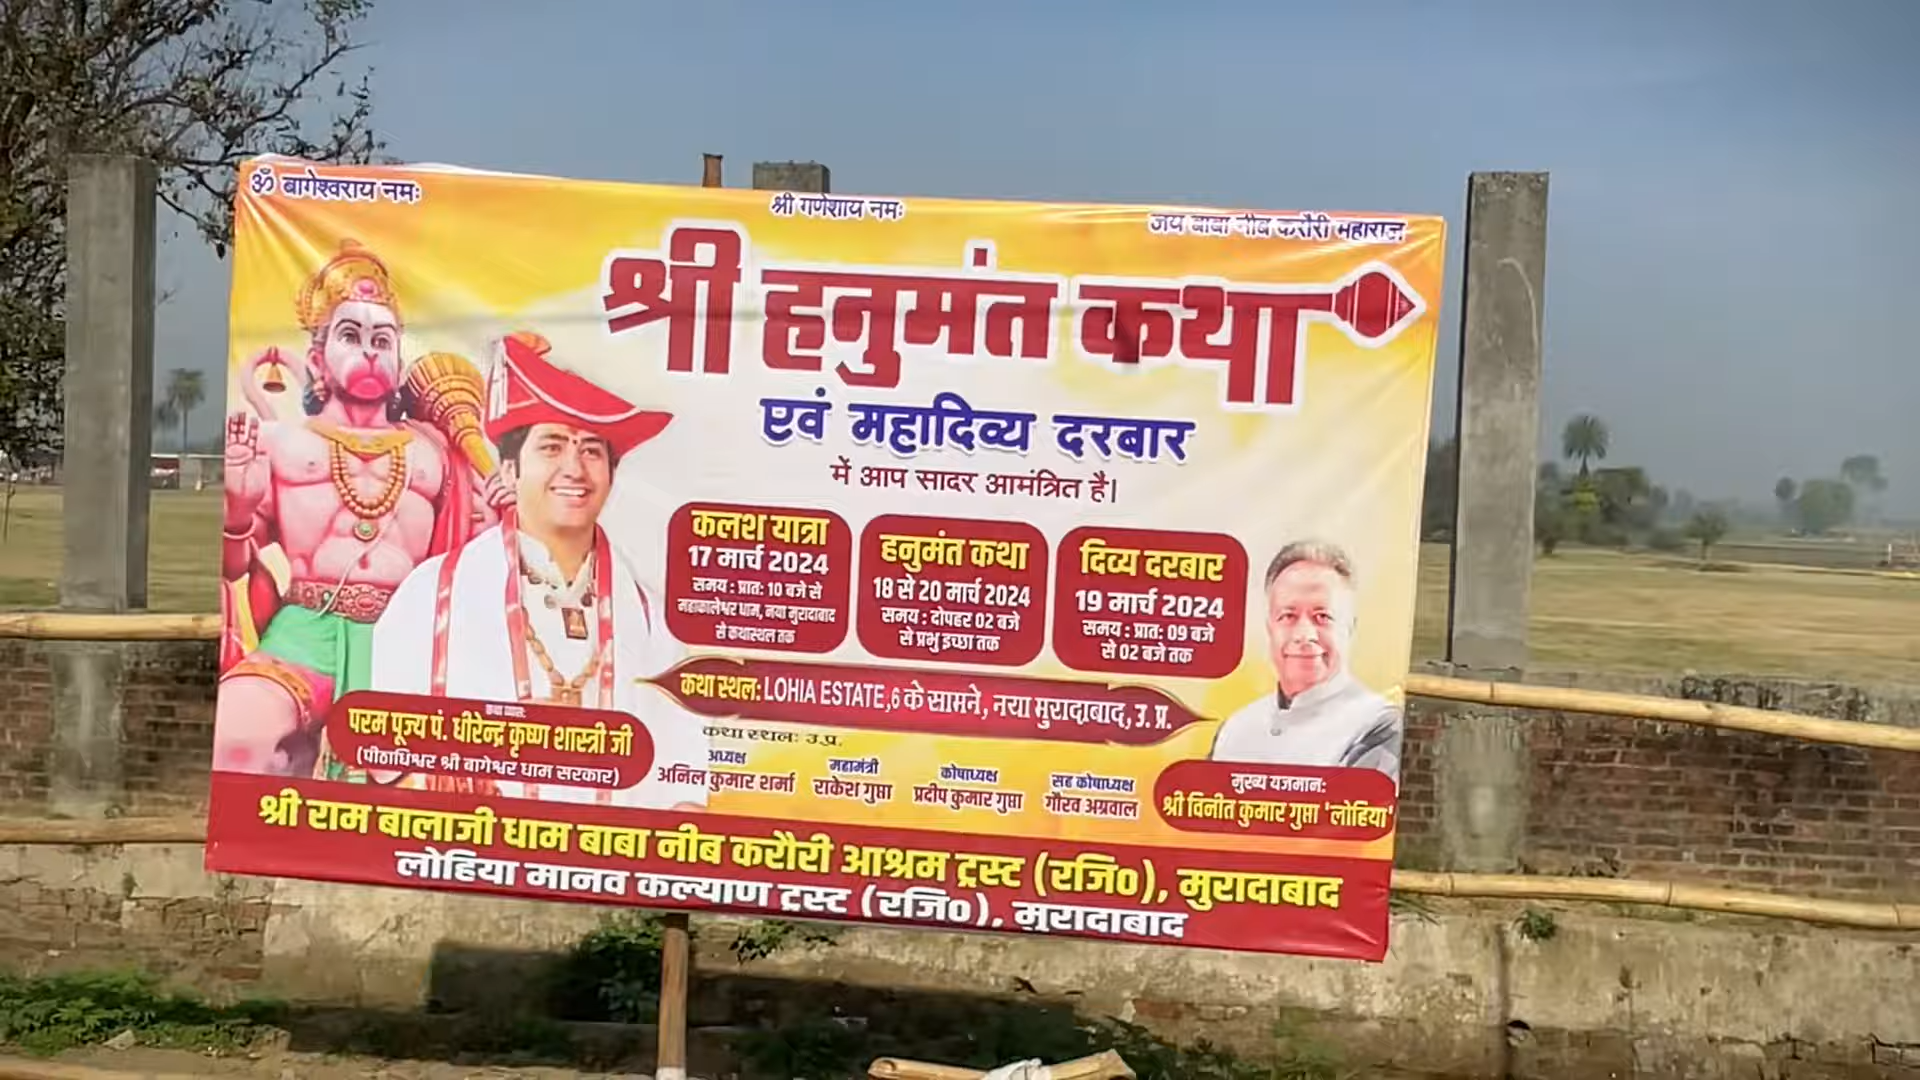 ॐ बागेश्वराय नमः
श्री गणेशाय नमः
जय बाबा नीब करौरी महाराज
श्री हनुमंत कथा
एवं महादिव्य दरबार
में आप सादर आमंत्रित है।
कलश यात्रा
17 मार्च 2024
समय : प्रातः 10 बजे से
महाकालेश्वर धाम, नया मुरादाबाद
से कथास्थल तक
हनुमंत कथा
18 से 20 मार्च 2024
समय : दोपहर 02 बजे
से प्रभु इच्छा तक
दिव्य दरबार
19 मार्च 2024
समय : प्रातः 09 बजे
से 02 बजे तक
कथा स्थल: LOHIA ESTATE,6 के सामने, नया मुरादाबाद, उ. प्र.
कथा स्थलः उ.प्र.
कथा व्यास:
परम पूज्य पं. धीरेन्द्र कृष्ण शास्त्री जी
(पीठाधिश्वर श्री बागेश्वर धाम सरकार)
अध्यक्ष
अनिल कुमार शर्मा
महामंत्री
राकेश गुप्ता
कोषाध्यक्ष
प्रदीप कुमार गुप्ता
सह कोषाध्यक्ष
गौरव अग्रवाल
मुख्य यजमान:
श्री विनीत कुमार गुप्ता 'लोहिया'
श्री राम बालाजी धाम बाबा नीब करौरी आश्रम ट्रस्ट (रजि०), मुरादाबाद
लोहिया मानव कल्याण ट्रस्ट (रजि०), मुरादाबाद